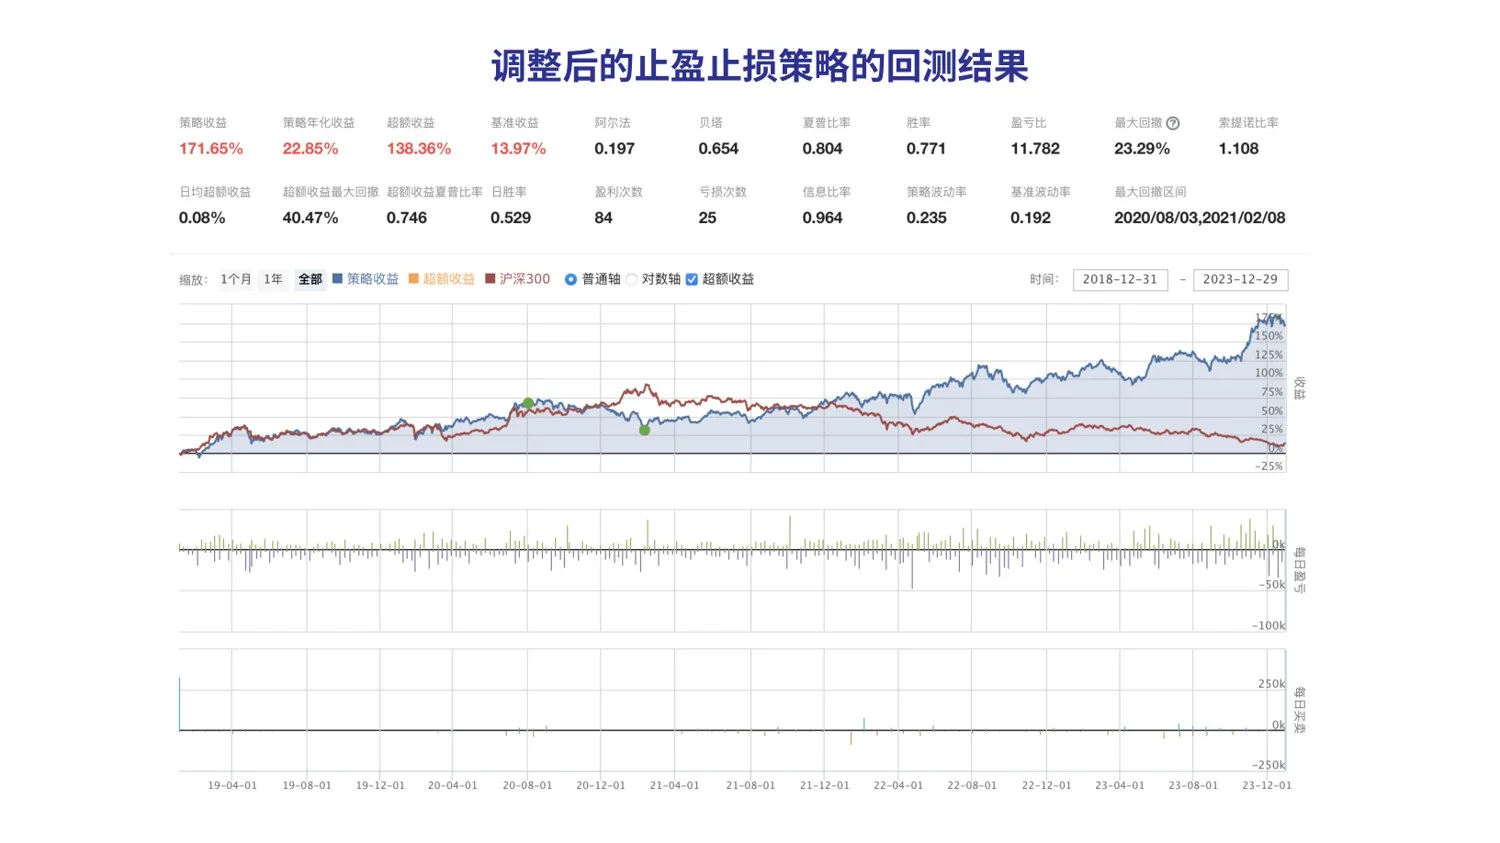 调整后的止盈止损策略的回测结果
策略收益 策略年化收益 超额收益 基准收益 阿尔法 贝塔 夏普比率 胜率 盈亏比 最大回撤 ? 索提诺比率
171.65% 22.85% 138.36% 13.97% 0.197 0.654 0.804 0.771 11.782 23.29% 1.108
日均超额收益 超额收益最大回撤 超额收益夏普比率 日胜率 盈利次数 亏损次数 信息比率 策略波动率 基准波动率 最大回撤区间
0.08% 40.47% 0.746 0.529 84 25 0.964 0.235 0.192 2020/08/03,2021/02/08
缩放: 1个月 1年 全部 策略收益 超额收益 沪深300 普通轴 对数轴 超额收益 时间: 2018-12-31 - 2023-12-29
175%
150%
125%
100%
75%
50%
25%
0%
-25%
收益
0k
-50k
-100k
每日盈亏
250k
0k
-250k
每日买卖
19-04-01 19-08-01 19-12-01 20-04-01 20-08-01 20-12-01 21-04-01 21-08-01 21-12-01 22-04-01 22-08-01 22-12-01 23-04-01 23-08-01 23-12-01